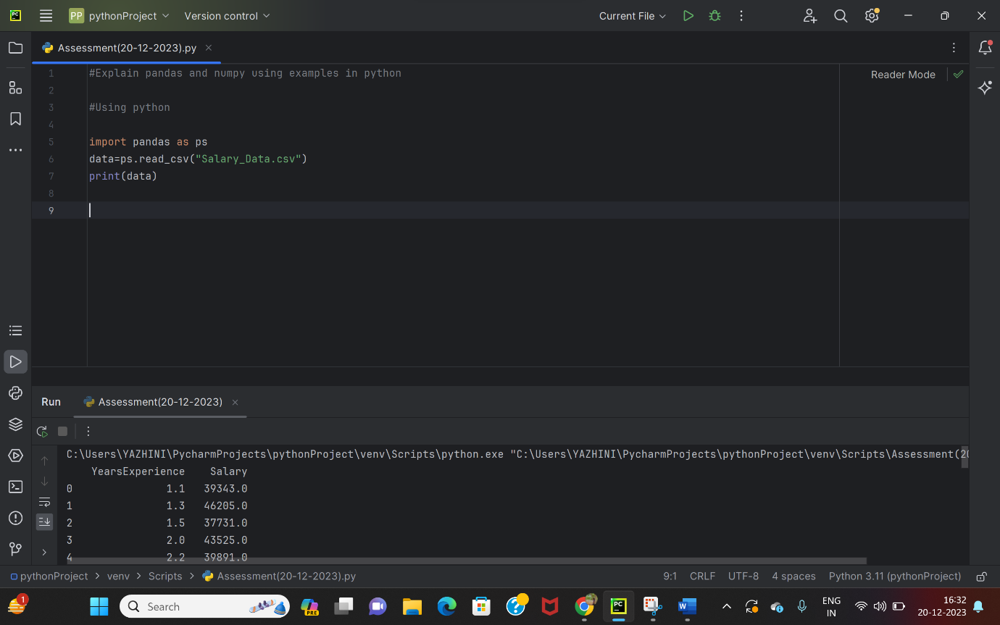 PP pythonProject Version control Current File
Assessment(20-12-2023).py
1 #Explain pandas and numpy using examples in python Reader Mode
2
3 #Using python
4
5 import pandas as ps
6 data=ps.read_csv("Salary_Data.csv")
7 print(data)
8
9
Run Assessment(20-12-2023)
C:\Users\YAZHINI\PycharmProjects\pythonProject\venv\Scripts\python.exe "C:\Users\YAZHINI\PycharmProjects\pythonProject\venv\Scripts\Assessment(20
YearsExperience Salary
0 1.1 39343.0
1 1.3 46205.0
2 1.5 37731.0
3 2.0 43525.0
4 2.2 39891.0
pythonProject > venv > Scripts > Assessment(20-12-2023).py 9:1 CRLF UTF-8 4 spaces Python 3.11 (pythonProject)
1 Search PRE PC W ENG IN 16:32 20-12-2023